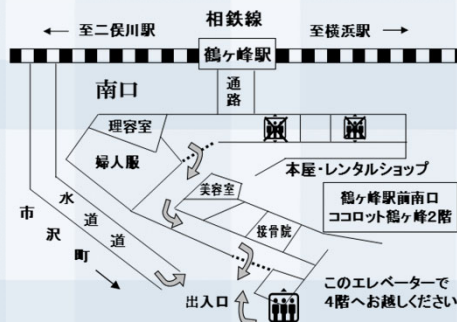 相鉄線
至二俣川駅
至横浜駅
鶴ヶ峰駅
南口
通路
理容室
婦人服
本屋・レンタルショップ
美容室
鶴ヶ峰駅前南口
ココロット鶴ヶ峰2階
接骨院
水道道
市沢町
このエレベーターで
4階へお越しください
出入口